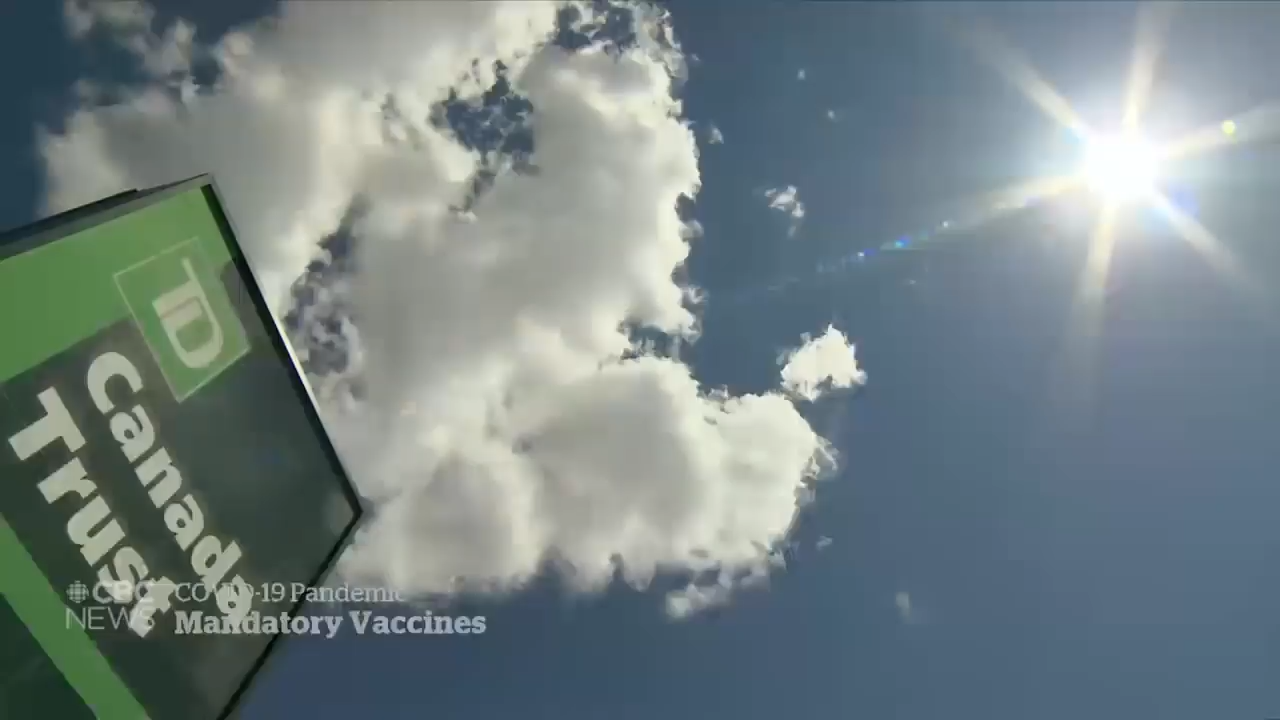 TD
Canada
Trust
CBC NEWS
COVID-19 Pandemic
Mandatory Vaccines